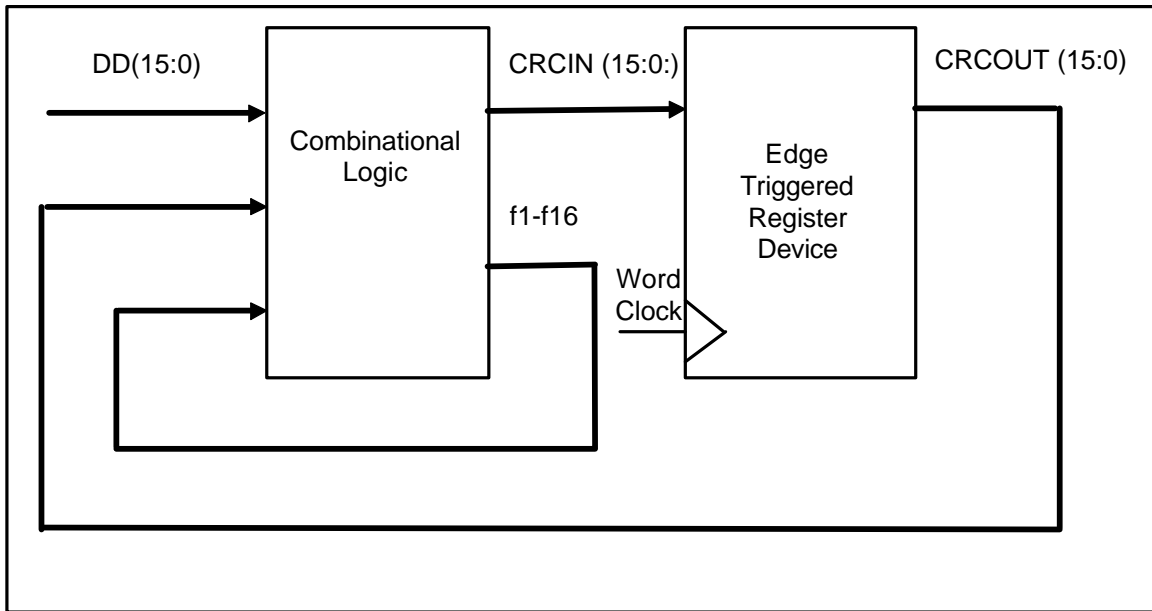 DD(15:0)
Combinational
Logic
CRCIN (15:0:)
f1-f16
Word
Clock
Edge
Triggered
Register
Device
CRCOUT (15:0)